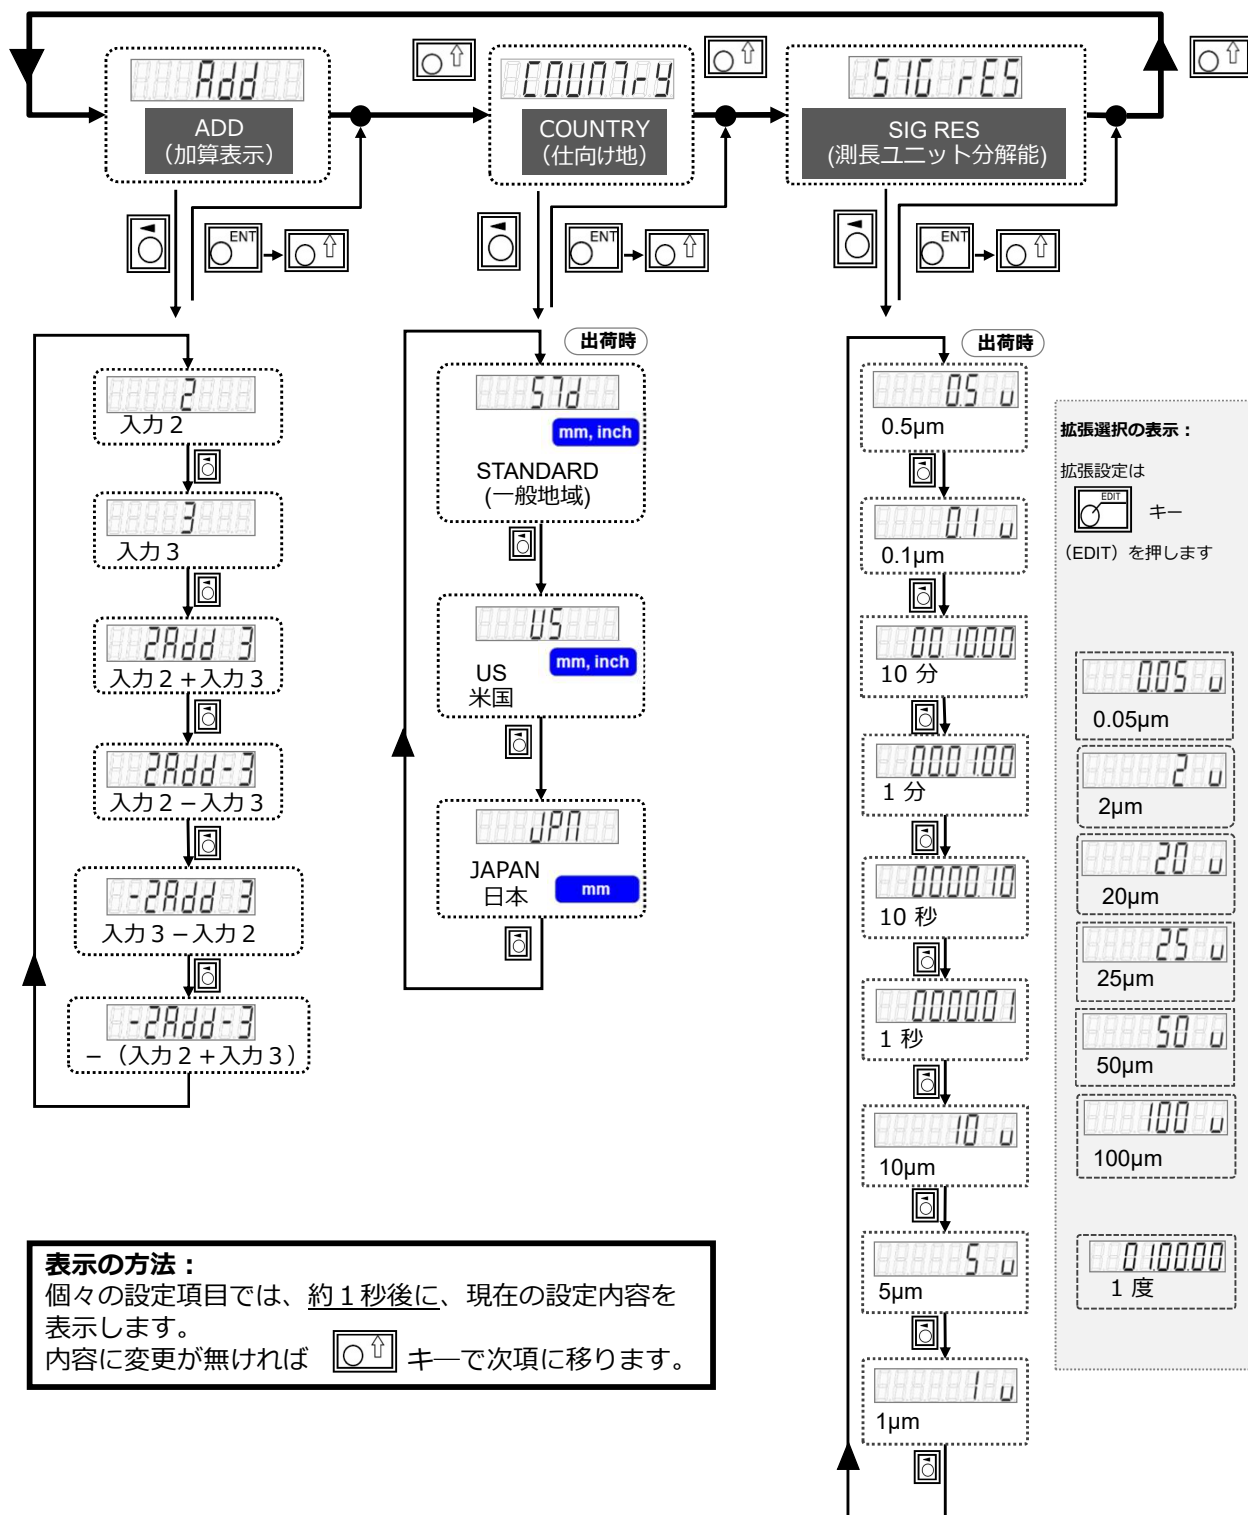 Add
ADD
（加算表示）
COUNTrY
COUNTRY
（仕向け地）
SIG rES
SIG RES
(測長ユニット分解能)
ENT
ENT
ENT
2
入力２
3
入力３
2Add 3
入力２＋入力３
2Add-3
入力２－入力３
-2Add 3
入力３－入力２
-2Add-3
－（入力２＋入力３）
出荷時
STd
mm, inch
STANDARD
(一般地域)
US
mm, inch
US
米国
JPN
JAPAN
日本
mm
出荷時
0.5 u
0.5µm
0.1 u
0.1µm
00.10.00
10 分
00.01.00
1 分
00.00.10
10 秒
00.00.01
1 秒
10 u
10µm
5 u
5µm
1 u
1µm
拡張選択の表示：
拡張設定は
EDIT
キー
（EDIT）を押します
0.05 u
0.05µm
2 u
2µm
20 u
20µm
25 u
25µm
50 u
50µm
100 u
100µm
01.00.00
1 度
表示の方法：
個々の設定項目では、約１秒後に、現在の設定内容を
表示します。
内容に変更が無ければ キ―で次項に移ります。